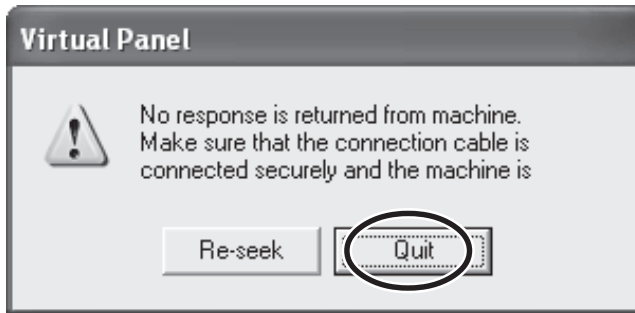 Virtual Panel
No response is returned from machine.
Make sure that the connection cable is
connected securely and the machine is
Re-seek Quit